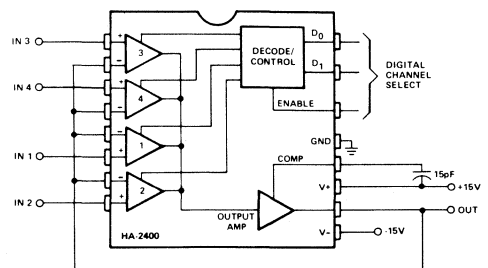 IN 3
+
−
3
DECODE/
CONTROL
D0
D1
DIGITAL
CHANNEL
SELECT
IN 4
+
−
4
ENABLE
−
+
1
IN 1
GND
COMP
15pF
−
+
2
IN 2
V+
+15V
OUTPUT
AMP
OUT
HA-2400
V−
-15V